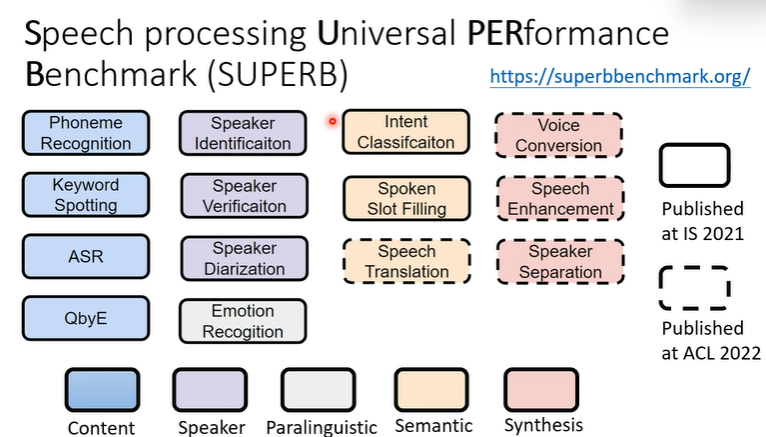 Speech processing Universal PERformance
Benchmark (SUPERB)
https://superbbenchmark.org/
Phoneme
Recognition
Speaker
Identificaiton
Intent
Classifcaiton
Voice
Conversion
Keyword
Spotting
Speaker
Verificaiton
Spoken
Slot Filling
Speech
Enhancement
Published
at IS 2021
ASR
Speaker
Diarization
Speech
Translation
Speaker
Separation
QbyE
Emotion
Recogition
Published
at ACL 2022
Content
Speaker
Paralinguistic
Semantic
Synthesis